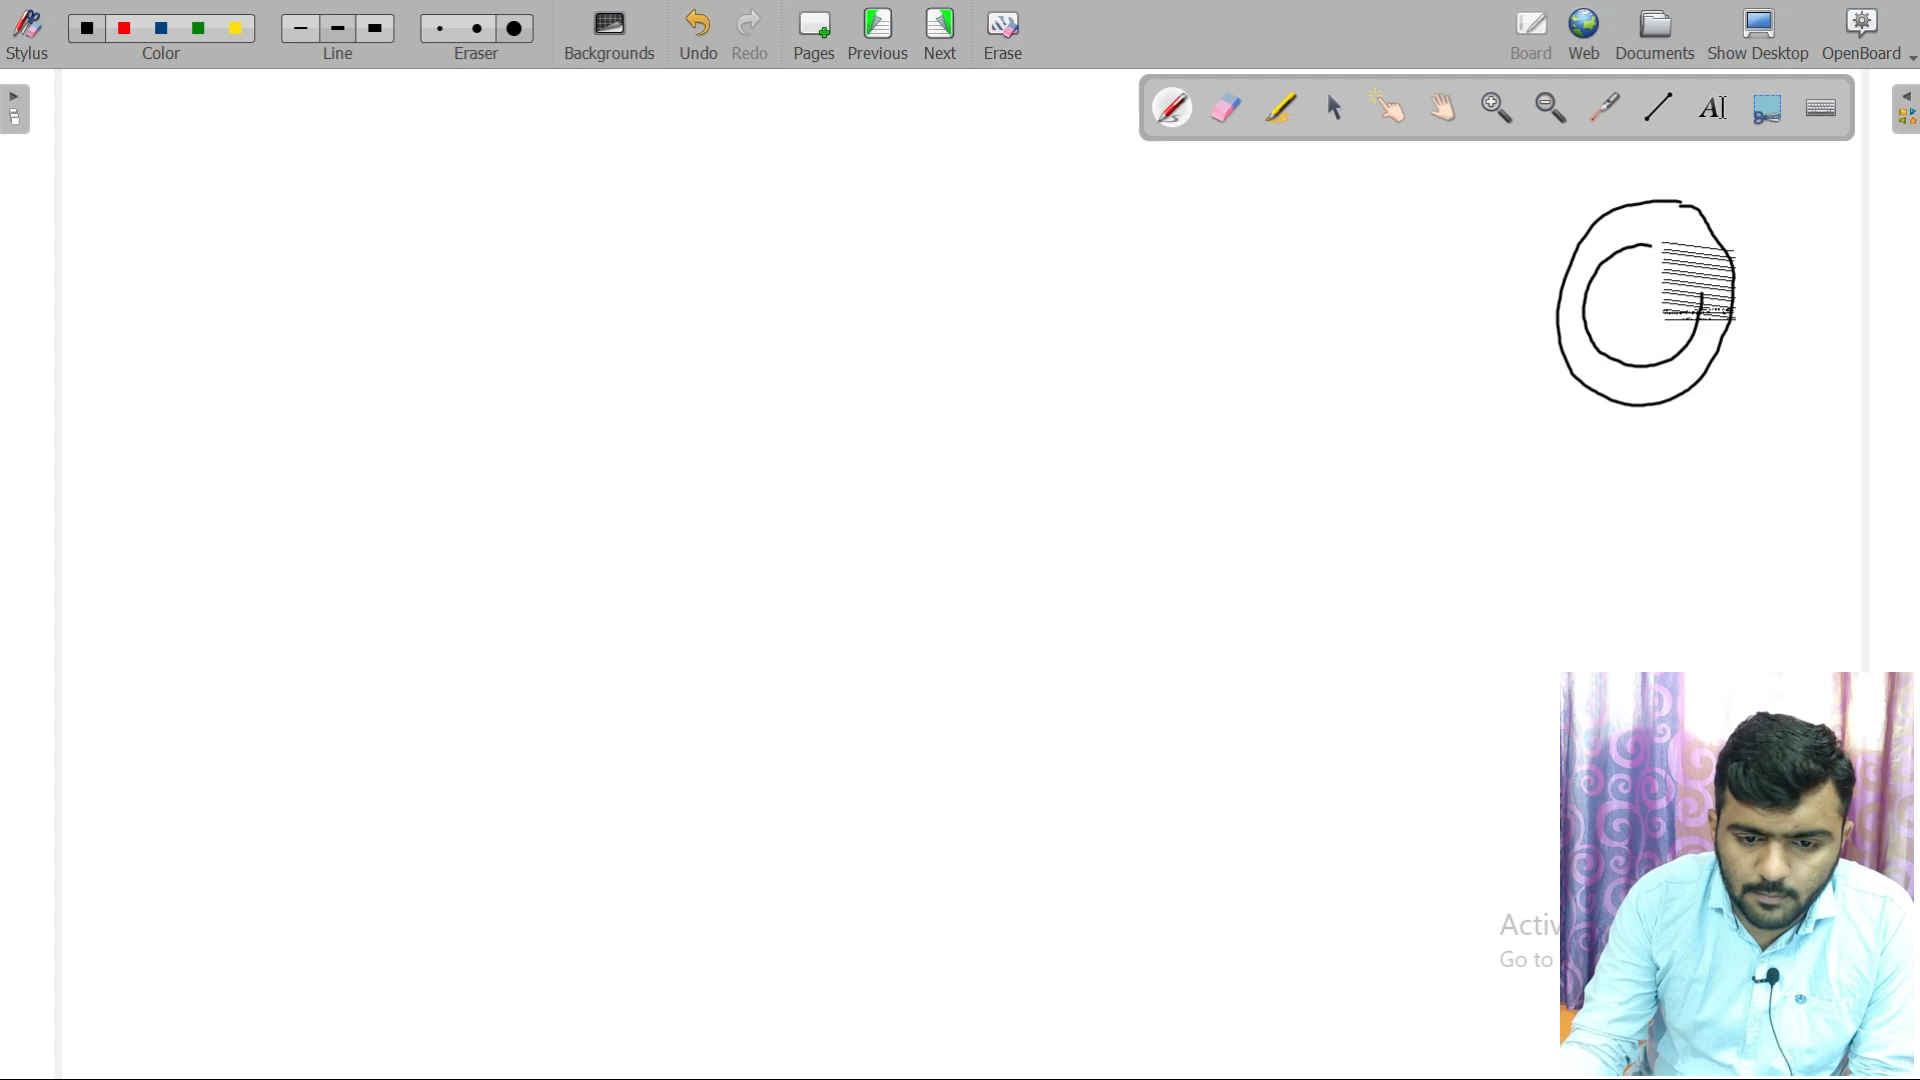 Stylus
Color
Line
Eraser
Backgrounds
Undo
Redo
Pages
Previous
Next
Erase
Board
Web
Documents
Show Desktop
OpenBoard
AI
Activ
Go to